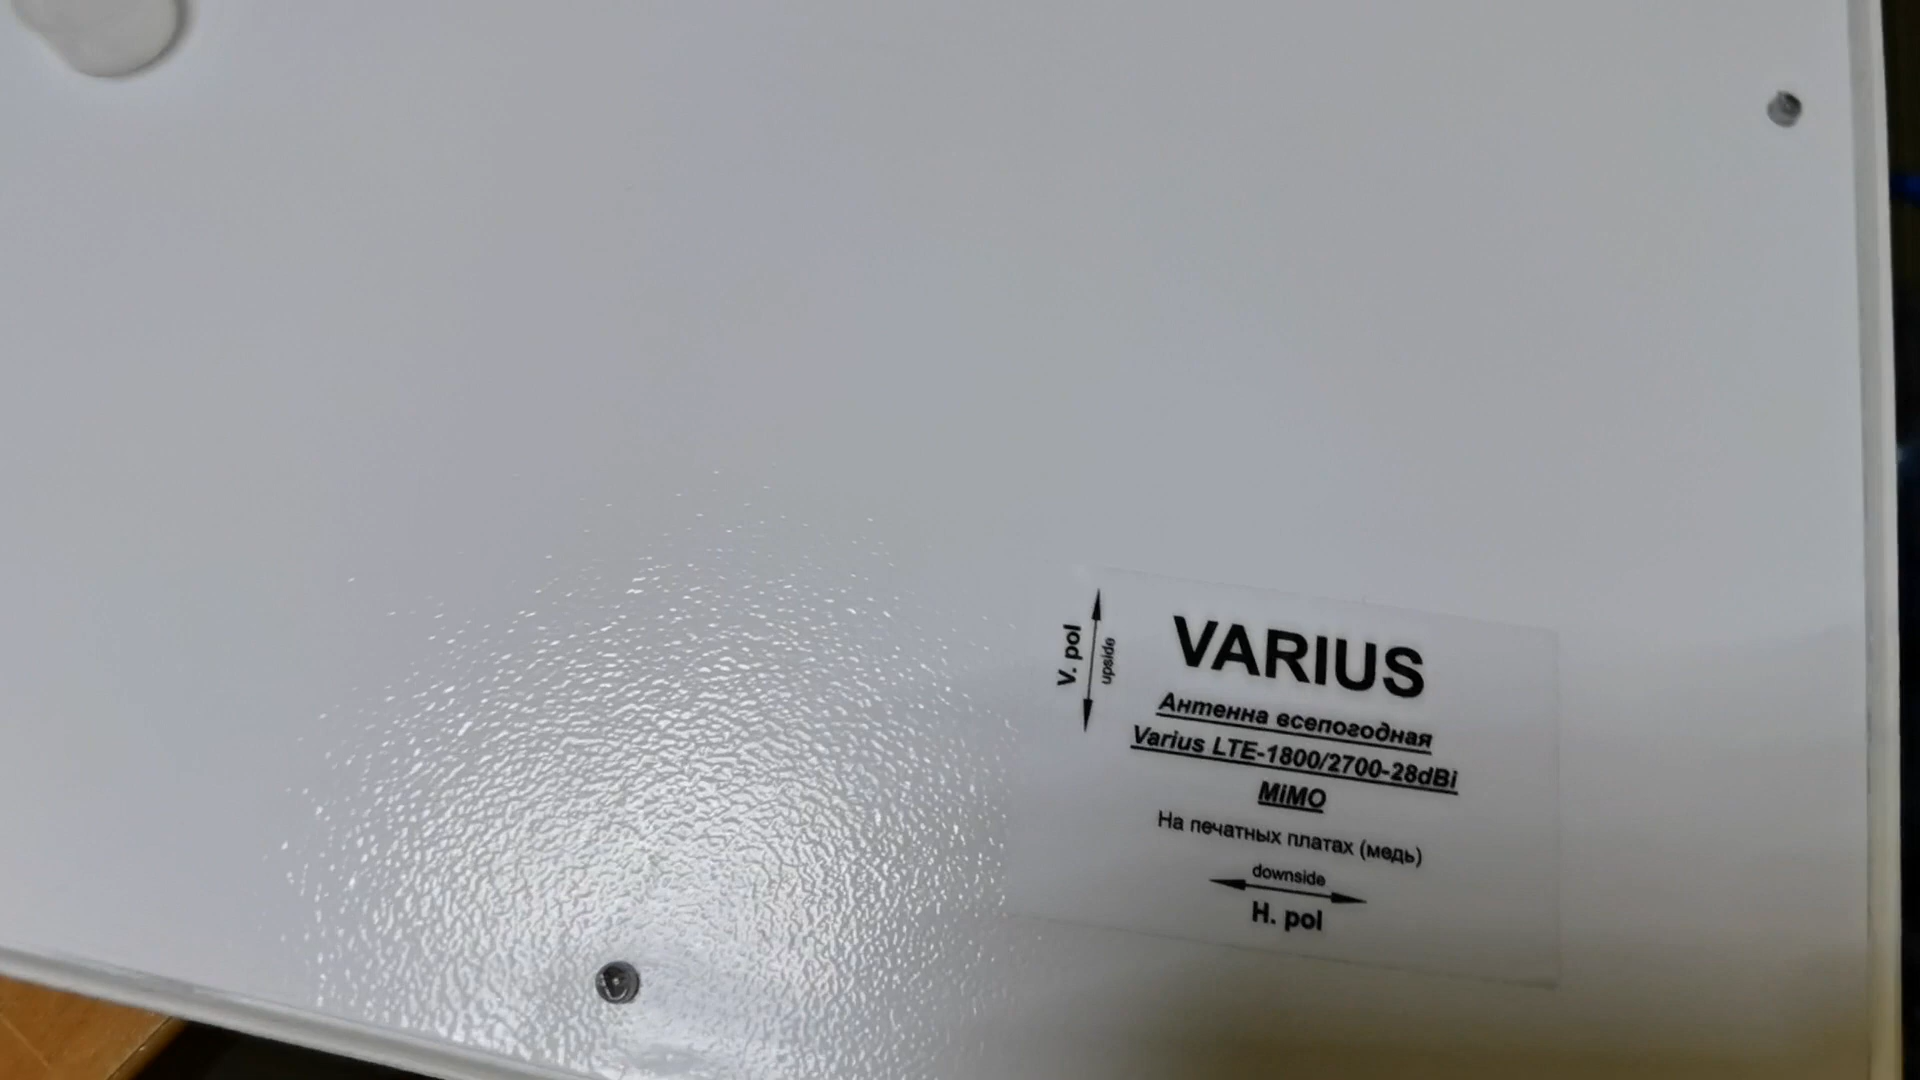 V. pol
upside
VARIUS
Антенна всепогодная
Varius LTE-1800/2700-28dBi
MiMO
На печатных платах (медь)
downside
H. pol